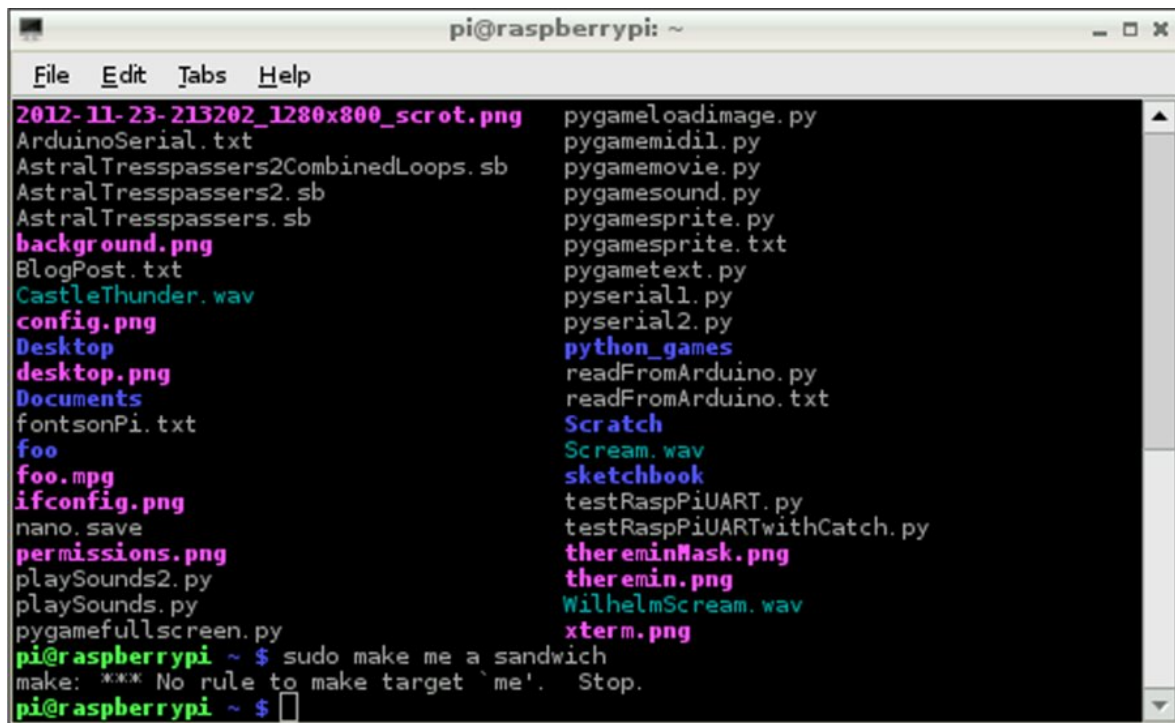 pi@raspberrypi: ~
File Edit Tabs Help
2012-11-23-213202_1280x800_scrot.png pygameloadimage.py
ArduinoSerial.txt pygamemidi1.py
AstralTresspassers2CombinedLoops.sb pygamemovie.py
AstralTresspassers2.sb pygamesound.py
AstralTresspassers.sb pygamesprite.py
background.png pygamesprite.txt
BlogPost.txt pygametext.py
CastleThunder.wav pyserial1.py
config.png pyserial2.py
Desktop python_games
desktop.png readFromArduino.py
Documents readFromArduino.txt
fontsonPi.txt Scratch
foo Scream.wav
foo.mpg sketchbook
ifconfig.png testRaspPiUART.py
nano.save testRaspPiUARTwithCatch.py
permissions.png thereminMask.png
playSounds2.py theremin.png
playSounds.py WilhelmScream.wav
pygamefullscreen.py xterm.png
pi@raspberrypi ~ $ sudo make me a sandwich
make: *** No rule to make target `me'.  Stop.
pi@raspberrypi ~ $